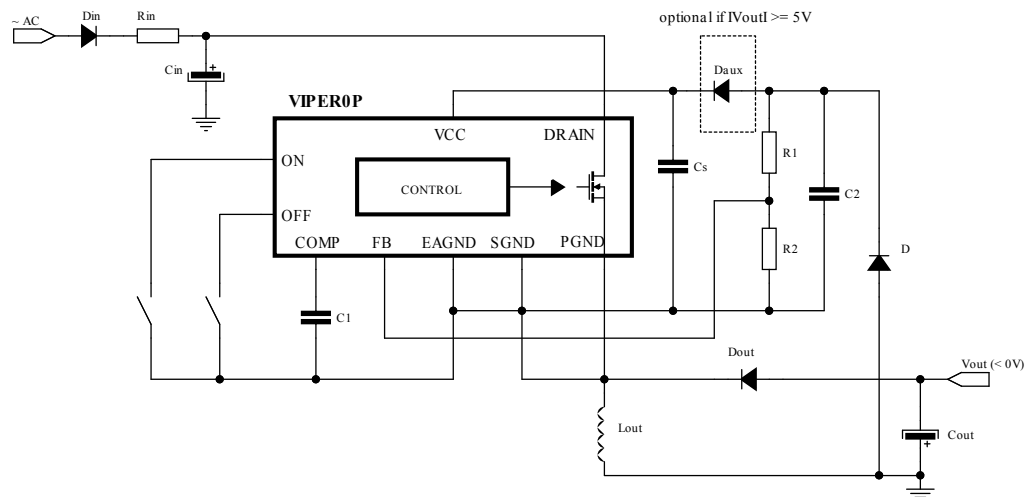 optional if IVoutI >= 5V
~ AC
Din
Rin
+
Cin
Daux
VIPER0P
VCC
DRAIN
ON
CONTROL
OFF
COMP
FB
EAGND
SGND
PGND
Cs
R1
C2
R2
D
C1
Dout
Vout (< 0V)
Lout
Cout
+